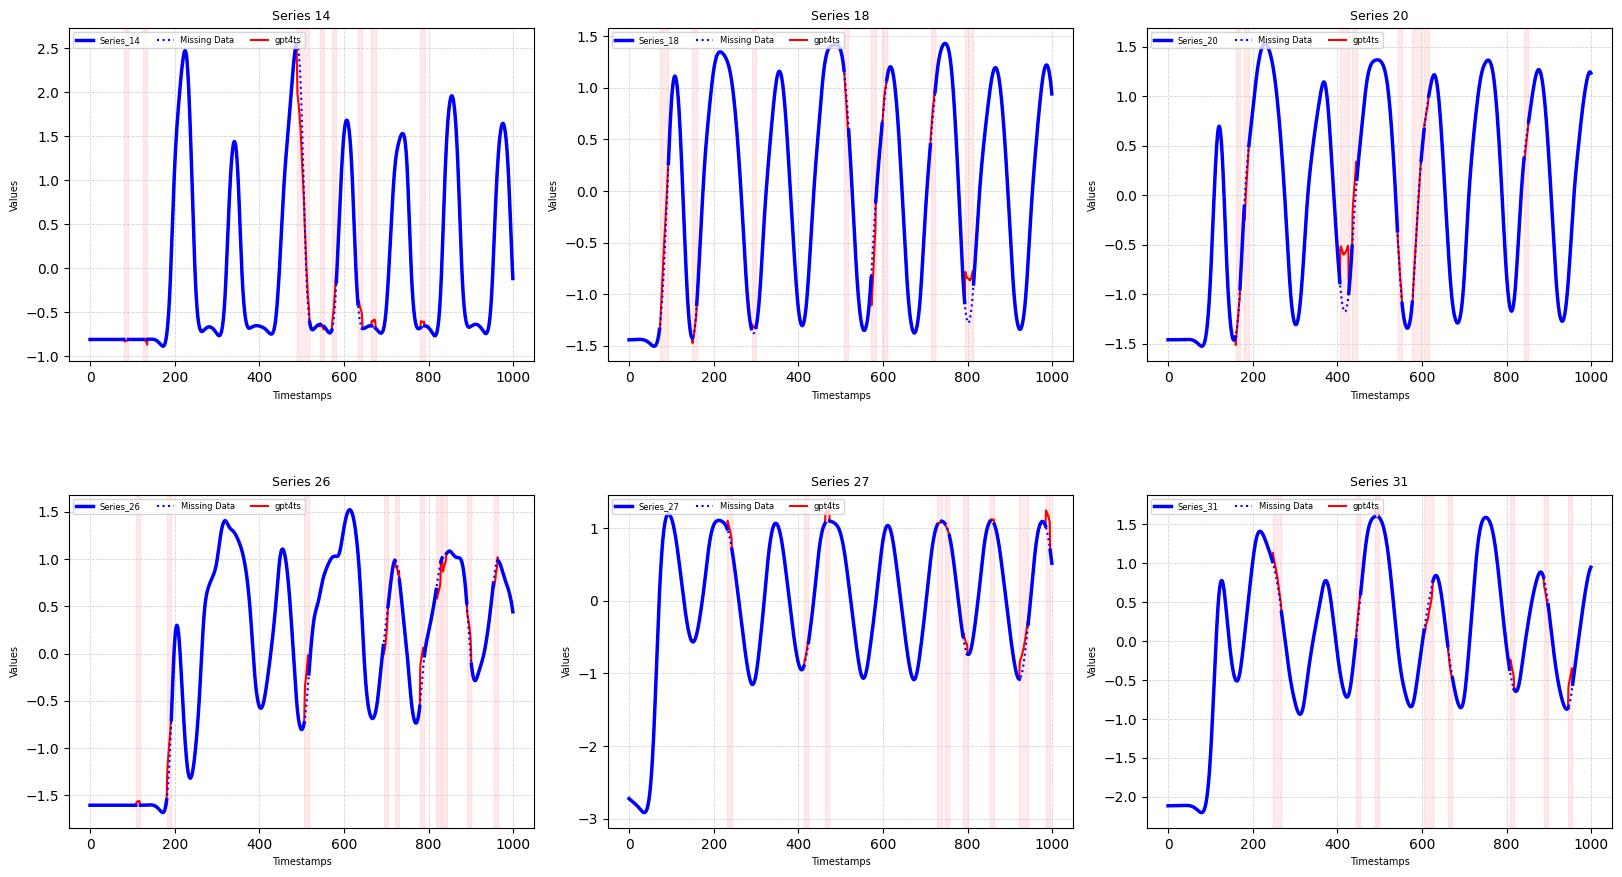 Series 14
Series_14 Missing Data gpt4ts
Values
2.5
2.0
1.5
1.0
0.5
0.0
−0.5
−1.0
0 200 400 600 800 1000
Timestamps
Series 18
Series_18 Missing Data gpt4ts
Values
1.5
1.0
0.5
0.0
−0.5
−1.0
−1.5
0 200 400 600 800 1000
Timestamps
Series 20
Series_20 Missing Data gpt4ts
Values
1.5
1.0
0.5
0.0
−0.5
−1.0
−1.5
0 200 400 600 800 1000
Timestamps
Series 26
Series_26 Missing Data gpt4ts
Values
1.5
1.0
0.5
0.0
−0.5
−1.0
−1.5
0 200 400 600 800 1000
Timestamps
Series 27
Series_27 Missing Data gpt4ts
Values
1
0
−1
−2
−3
0 200 400 600 800 1000
Timestamps
Series 31
Series_31 Missing Data gpt4ts
Values
1.5
1.0
0.5
0.0
−0.5
−1.0
−1.5
−2.0
0 200 400 600 800 1000
Timestamps